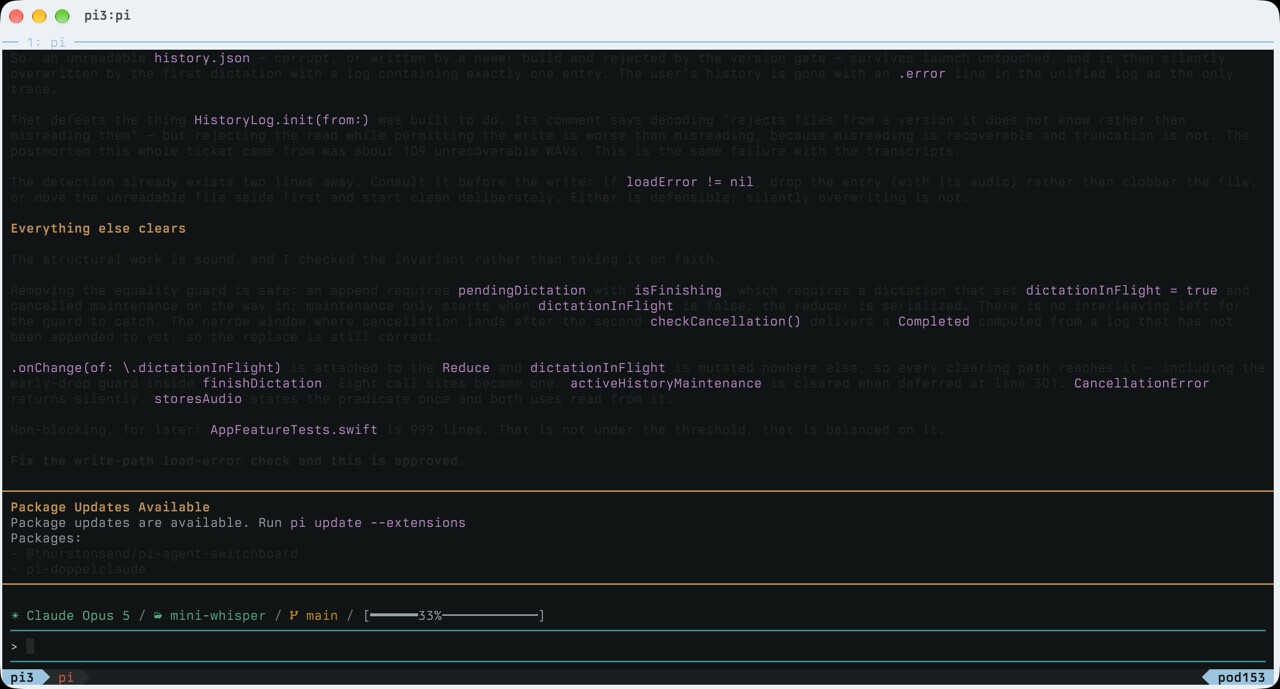 pi3:pi
1: pi
So: an unreadable history.json — corrupt, or written by a newer build and rejected by the version gate — survives launch untouched, and is then silently
overwritten by the first dictation with a log containing exactly one entry. The user's history is gone with an .error line in the unified log as the only
trace.
That defeats the thing HistoryLog.init(from:) was built to do. Its comment says decoding "rejects files from a version it does not know rather than
misreading them" — but rejecting the read while permitting the write is worse than misreading, because misreading is recoverable and truncation is not. The
postmortem this whole ticket came from was about 109 unrecoverable WAVs. This is the same failure with the transcripts.
The detection already exists two lines away. Consult it before the write: if loadError != nil, drop the entry (with its audio) rather than clobber the file,
or move the unreadable file aside first and start clean deliberately. Either is defensible; silently overwriting is not.
Everything else clears
The structural work is sound, and I checked the invariant rather than taking it on faith.
Removing the equality guard is safe: an append requires pendingDictation with isFinishing, which requires a dictation that set dictationInFlight = true and
cancelled maintenance on the way in; maintenance only starts when dictationInFlight is false; the reducer is serialized. There is no interleaving left for
the guard to catch. The narrow window where cancellation lands after the second checkCancellation() delivers a Completed computed from a log that has not
been appended to yet, so the replace is still correct.
.onChange(of: \.dictationInFlight) is attached to the Reduce and dictationInFlight is mutated nowhere else, so every clearing path reaches it — including the
early-drop guard inside finishDictation. Eight call sites became one. activeHistoryMaintenance is cleared when deferred at line 301. CancellationError
returns silently. storesAudio states the predicate once and both uses read from it.
Non-blocking, for later: AppFeatureTests.swift is 999 lines. That is not under the threshold, that is balanced on it.
Fix the write-path load-error check and this is approved.
Package Updates Available
Package updates are available. Run pi update --extensions
Packages:
- @thurstonsand/pi-agent-switchboard
- pi-doppelclaude
✴ Claude Opus 5 / mini-whisper / main / [━━━━━━33%────────────]
>
pi3 pi pod153